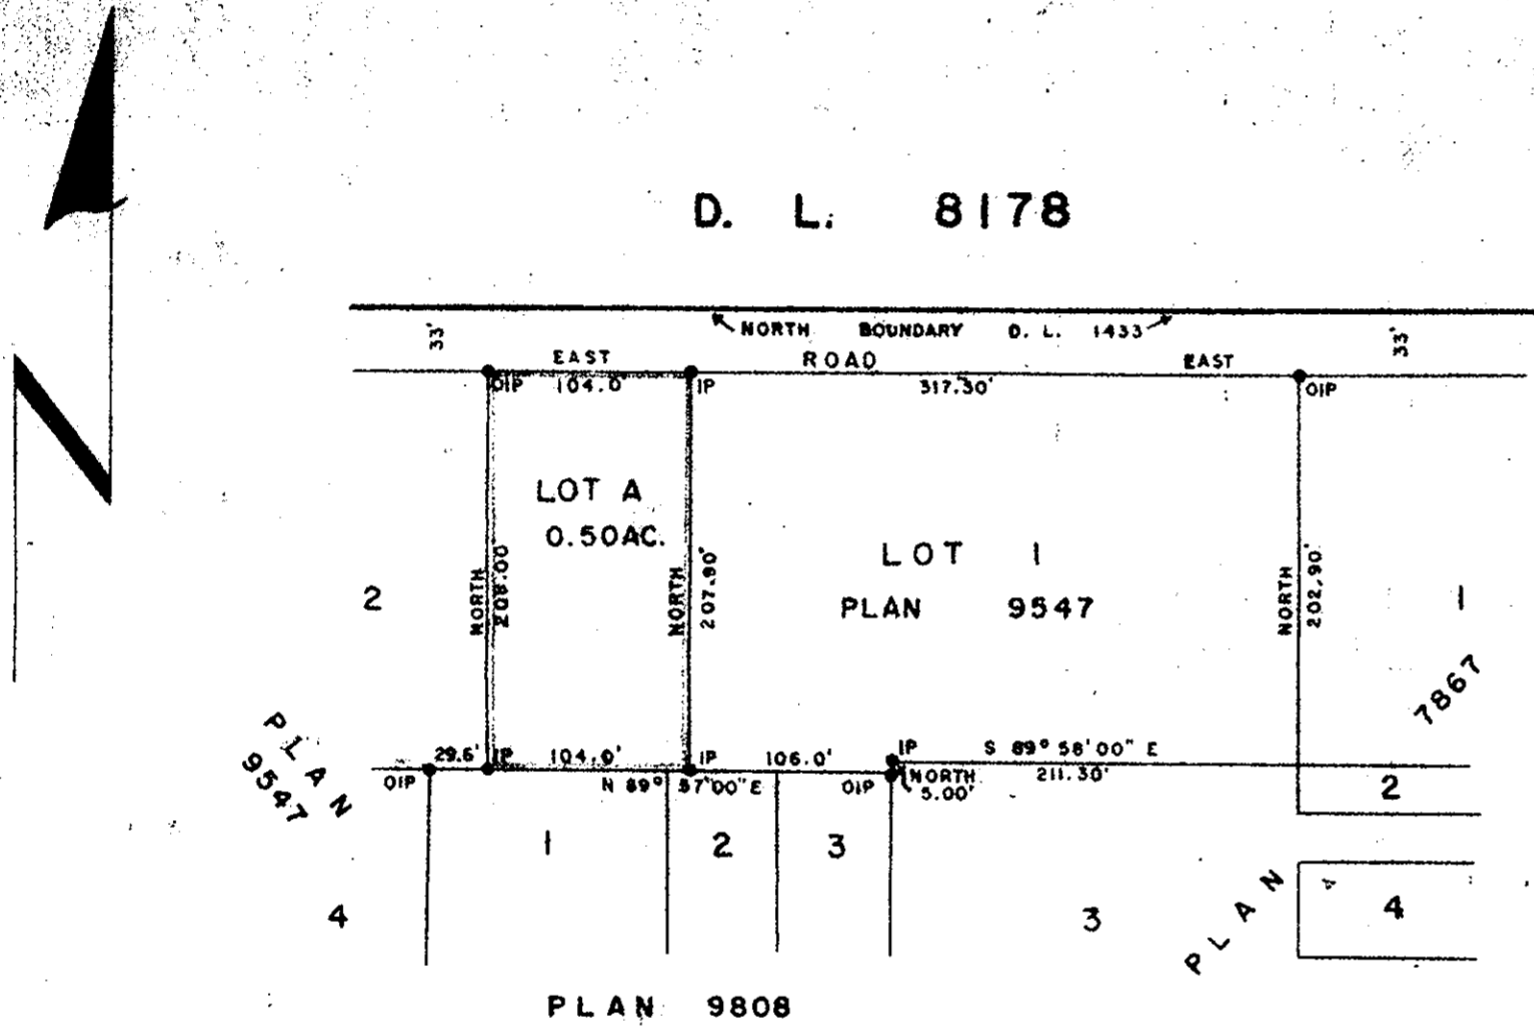 D. L. 8178
33'
NORTH BOUNDARY D. L. 1433
33'
EAST
ROAD
EAST
OIP
104.0'
IP
317.30'
OIP
LOT A
0.50AC.
LOT 1
PLAN 9547
2
NORTH
208.00
NORTH
207.90'
NORTH
202.90'
1
7867
PLAN
9547
29.6'
IP
104.0'
IP
106.0'
IP
S 89° 58' 00" E
OIP
N 89° 57' 00" E
OIP
NORTH
5.00'
211.30'
2
1
2
3
4
3
PLAN
4
PLAN 9808